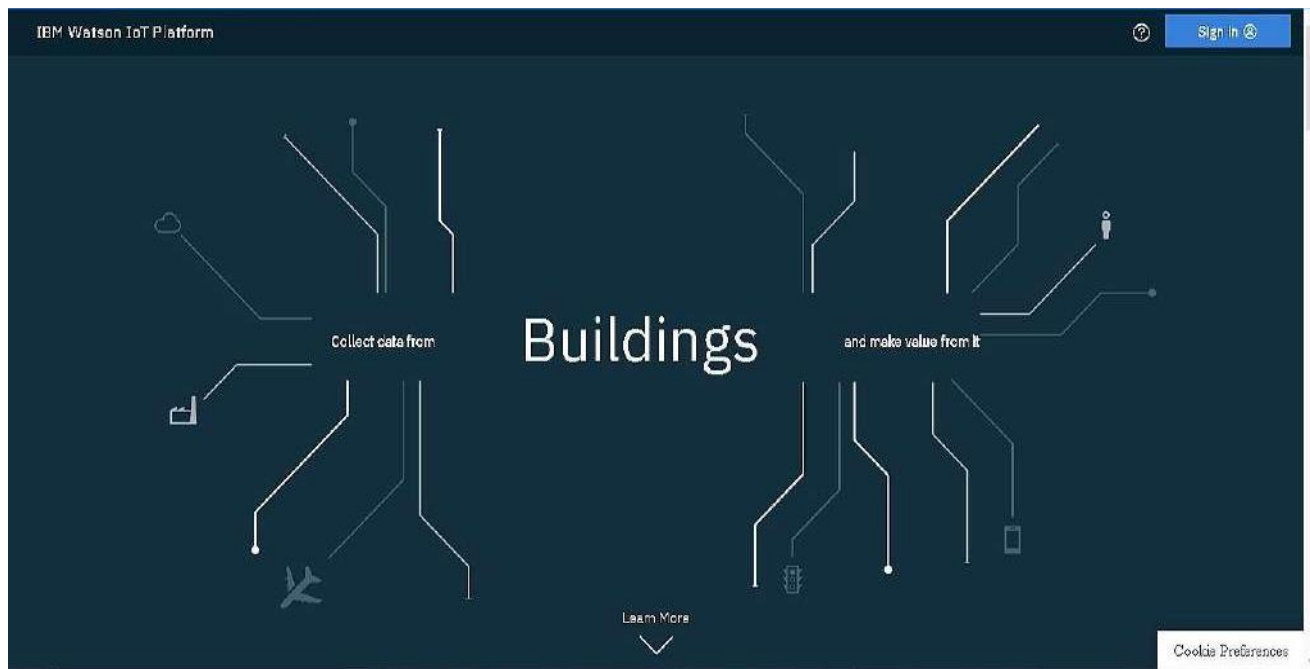 IBM Watson IoT Platform
Sign in
Collect data from
Buildings
and make value from it
Learn More
Cookie Preferences